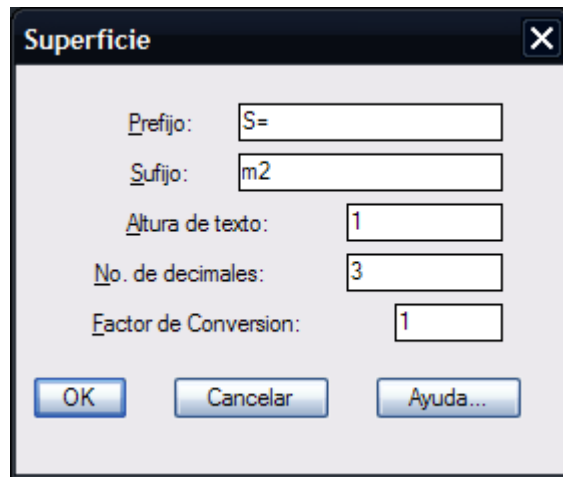 Superficie
Prefijo: S=
Sufijo: m2
Altura de texto: 1
No. de decimales: 3
Factor de Conversion: 1
OK Cancelar Ayuda...